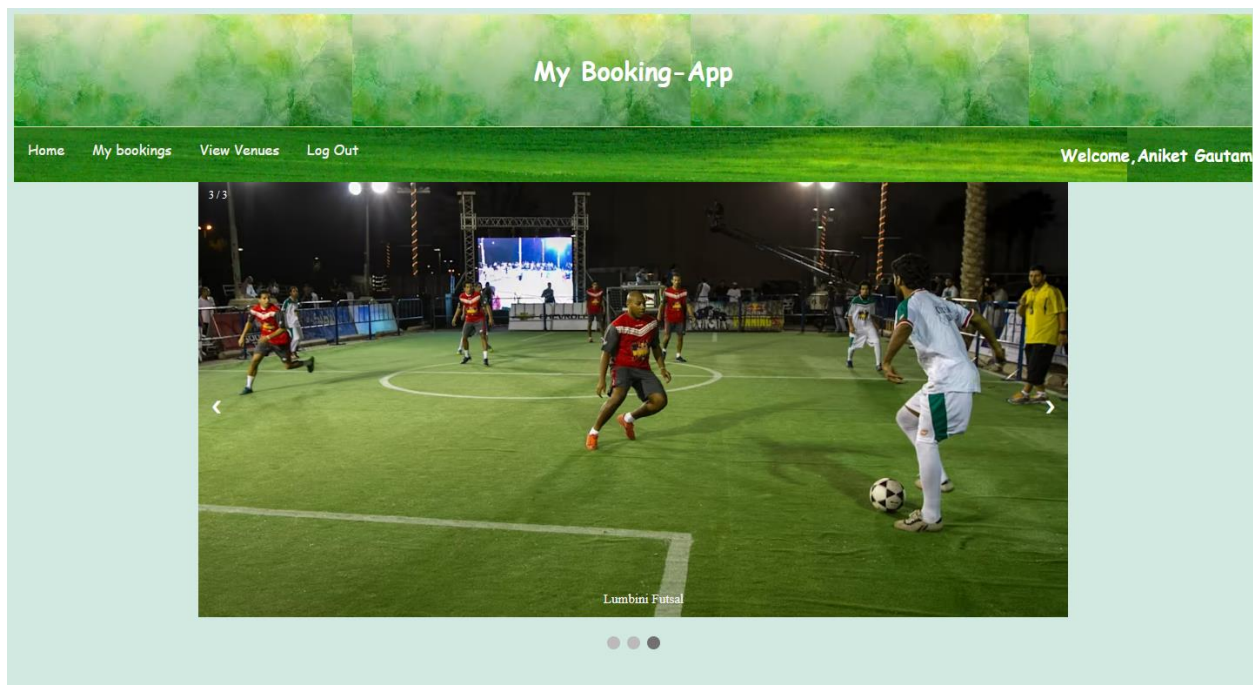 My Booking-App
Home My bookings View Venues Log Out
Welcome,Aniket Gautam
3 / 3
❮ ❯
Lumbini Futsal